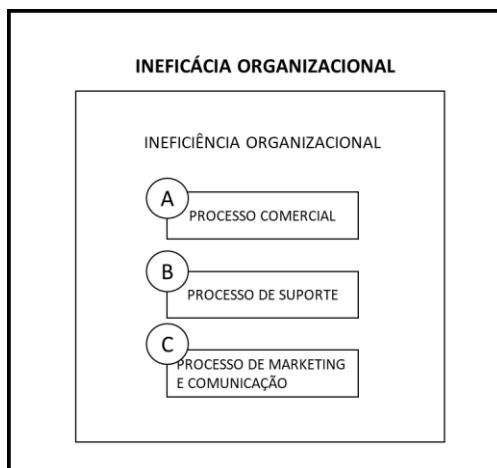 INEFICÁCIA ORGANIZACIONAL
INEFICIÊNCIA ORGANIZACIONAL
A
PROCESSO COMERCIAL
B
PROCESSO DE SUPORTE
C
PROCESSO DE MARKETING
E COMUNICAÇÃO